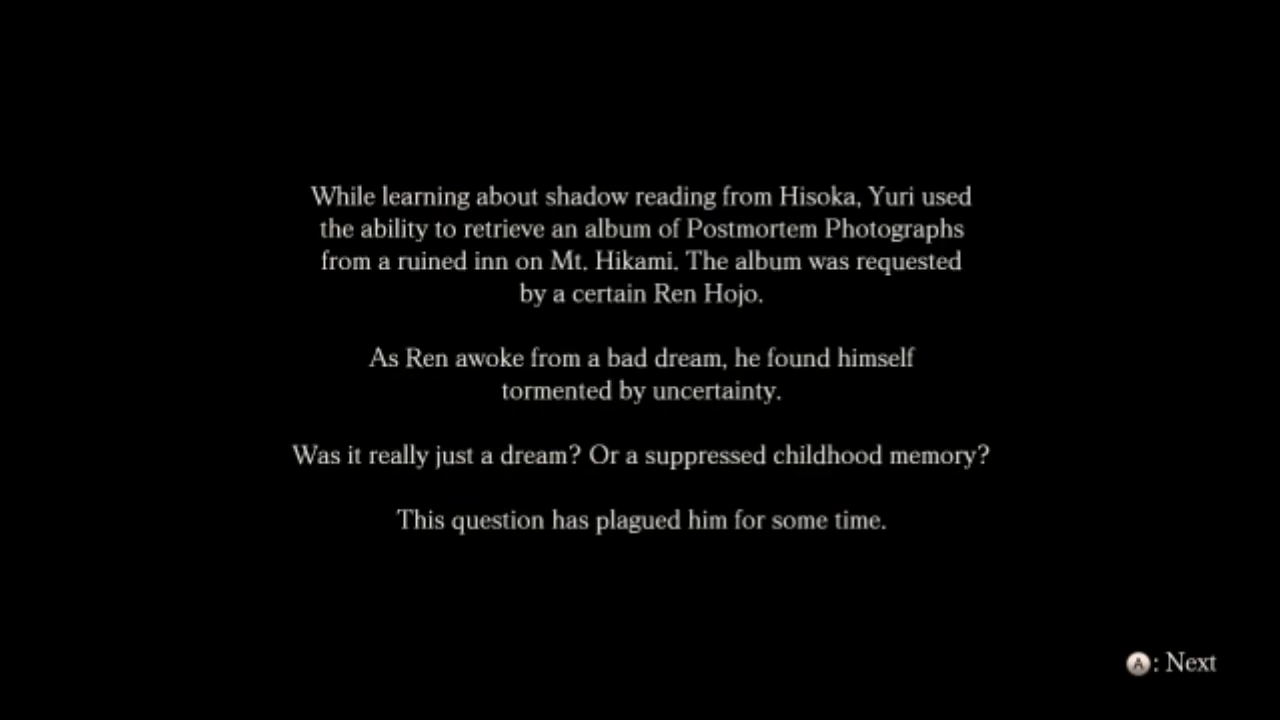 While learning about shadow reading from Hisoka, Yuri used
the ability to retrieve an album of Postmortem Photographs
from a ruined inn on Mt. Hikami. The album was requested
by a certain Ren Hojo.
As Ren awoke from a bad dream, he found himself
tormented by uncertainty.
Was it really just a dream? Or a suppressed childhood memory?
This question has plagued him for some time.
A: Next